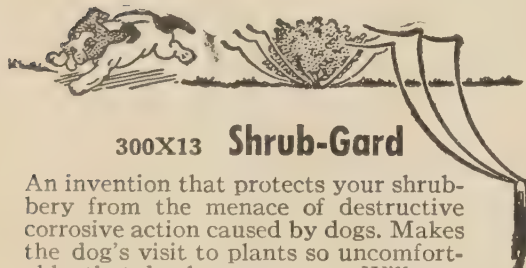 300X13 Shrub-Gard
An invention that protects your shrub-
bery from the menace of destructive
corrosive action caused by dogs. Makes
the dog's visit to plants so uncomfort-